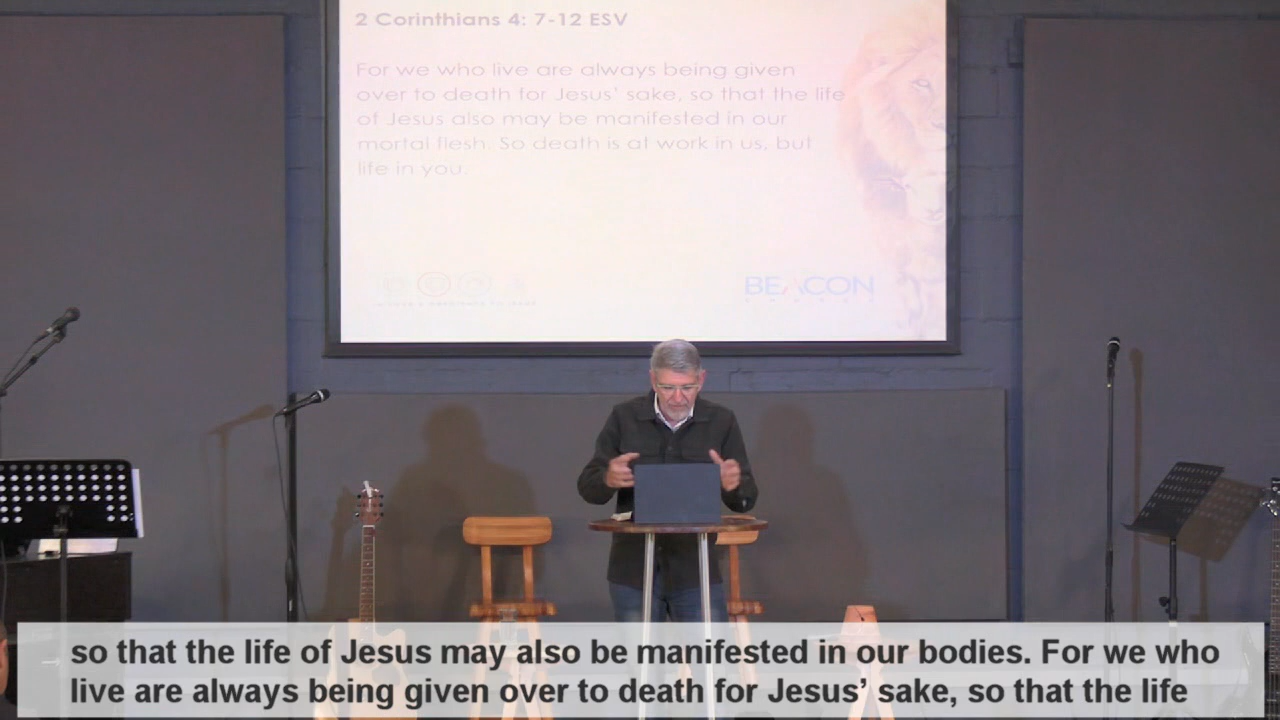 2 Corinthians 4: 7-12 ESV
For we who live are always being given
over to death for Jesus' sake, so that the life
of Jesus also may be manifested in our
mortal flesh. So death is at work in us, but
life in you.
BEACON
so that the life of Jesus may also be manifested in our bodies. For we who
live are always being given over to death for Jesus’ sake, so that the life